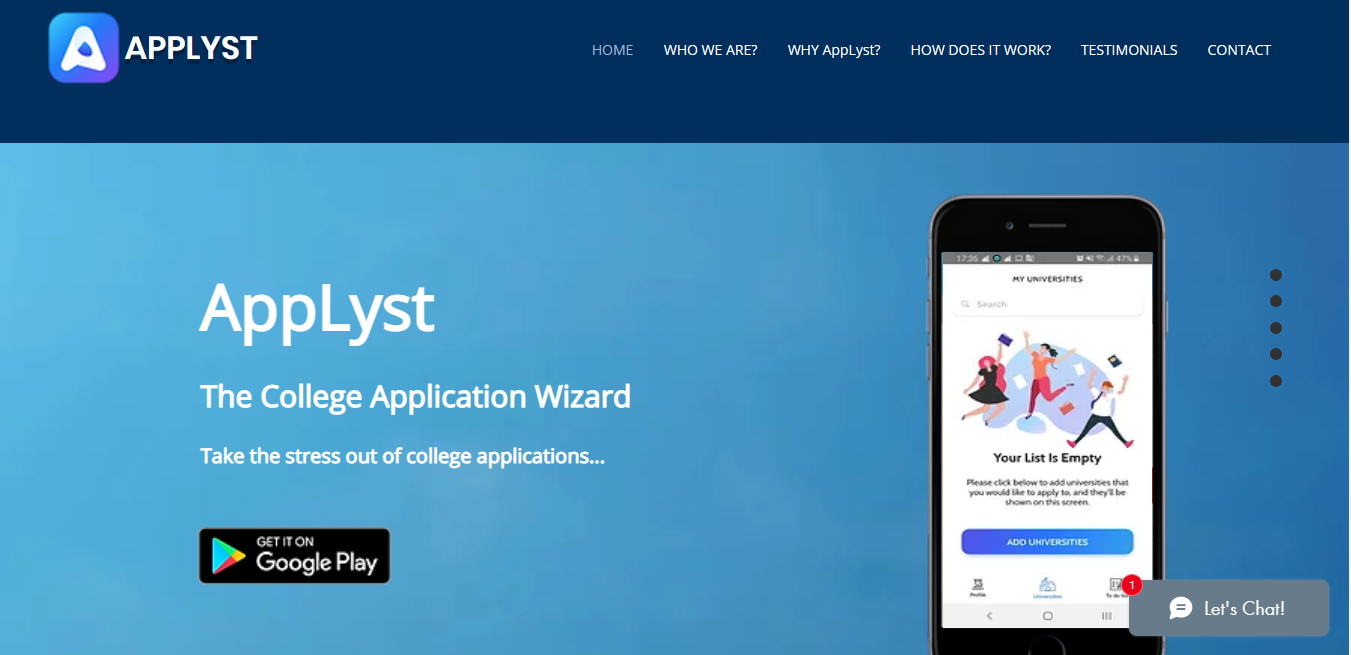 APPLYST
HOME
WHO WE ARE?
WHY AppLyst?
HOW DOES IT WORK?
TESTIMONIALS
CONTACT
AppLyst
The College Application Wizard
Take the stress out of college applications...
GET IT ON
Google Play
17:36
47%
MY UNIVERSITIES
Search
Your List Is Empty
Please click below to add universities that
you would like to apply to, and they'll be
shown on this screen.
ADD UNIVERSITIES
Profile
Universities
To-do
1
Let's Chat!